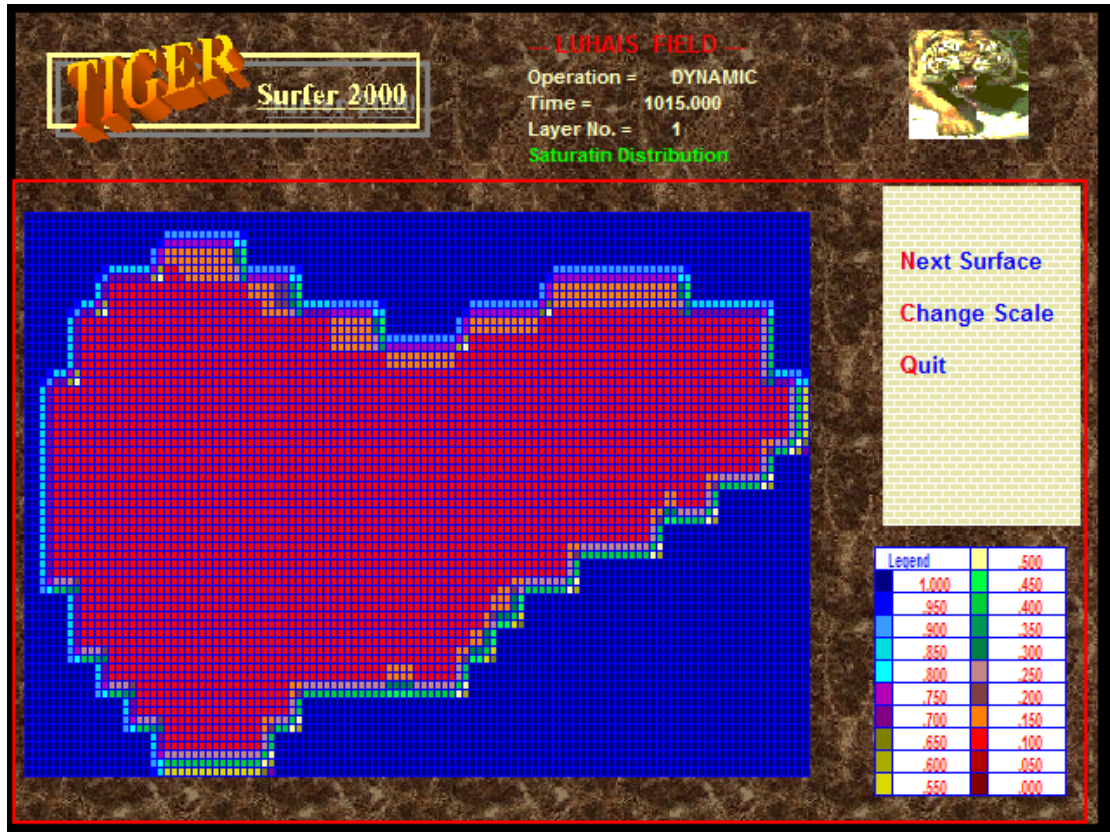 TIGER
Surfer 2000
--- LUHAIS FIELD ---
Operation = DYNAMIC
Time = 1015.000
Layer No. = 1
Saturatin Distribution
Next Surface
Change Scale
Quit
Legend .500
1.000 .450
.950 .400
.900 .350
.850 .300
.800 .250
.750 .200
.700 .150
.650 .100
.600 .050
.550 .000